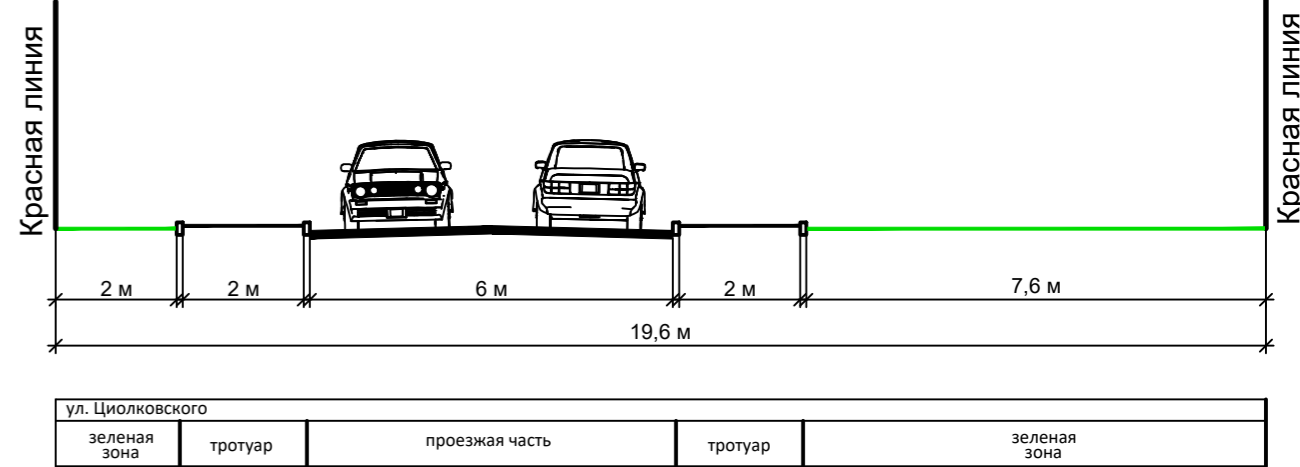 Красная линия
Красная линия
2 м
2 м
6 м
2 м
7,6 м
19,6 м
ул. Циолковского
зеленая
зона
тротуар
проезжая часть
тротуар
зеленая
зона